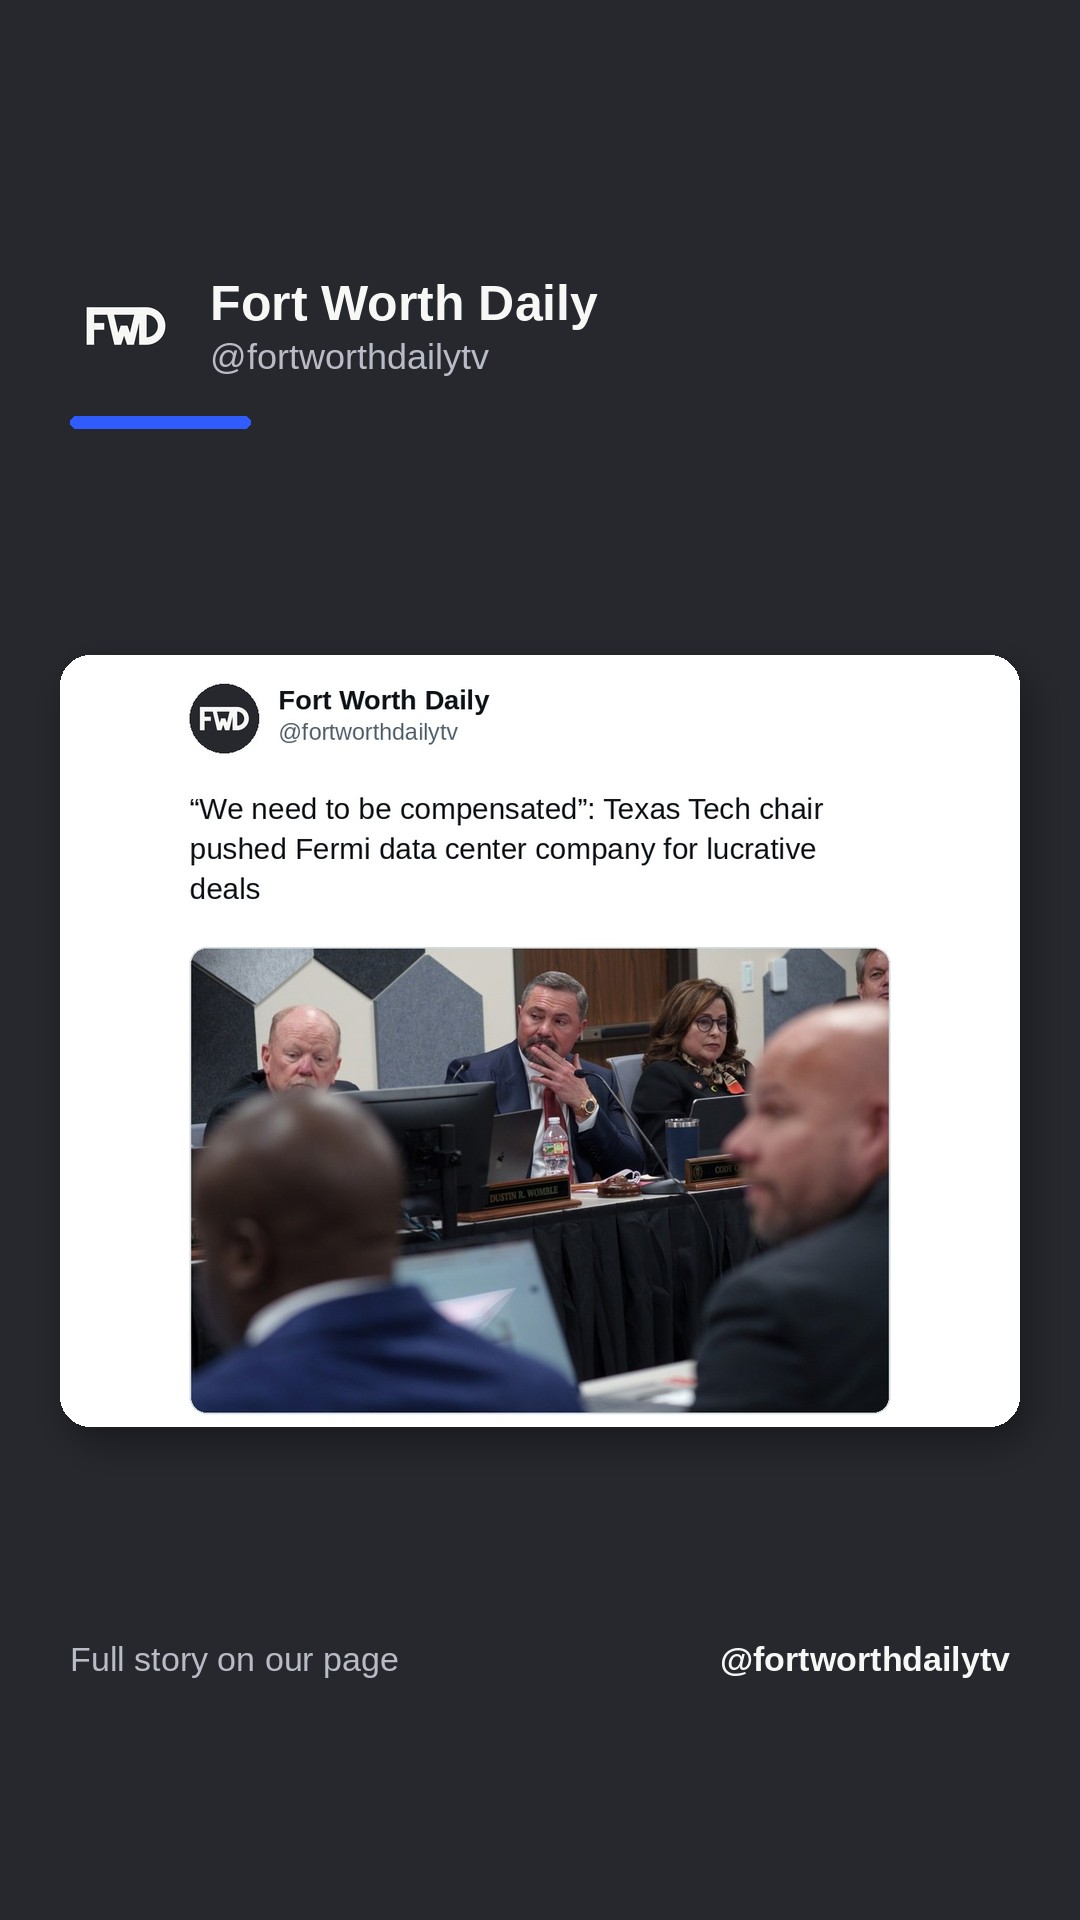 FWD
Fort Worth Daily
@fortworthdailytv
FWD
Fort Worth Daily
@fortworthdailytv
“We need to be compensated”: Texas Tech chair
pushed Fermi data center company for lucrative
deals
DUSTIN R. WOMBLE
CODY C
Full story on our page
@fortworthdailytv